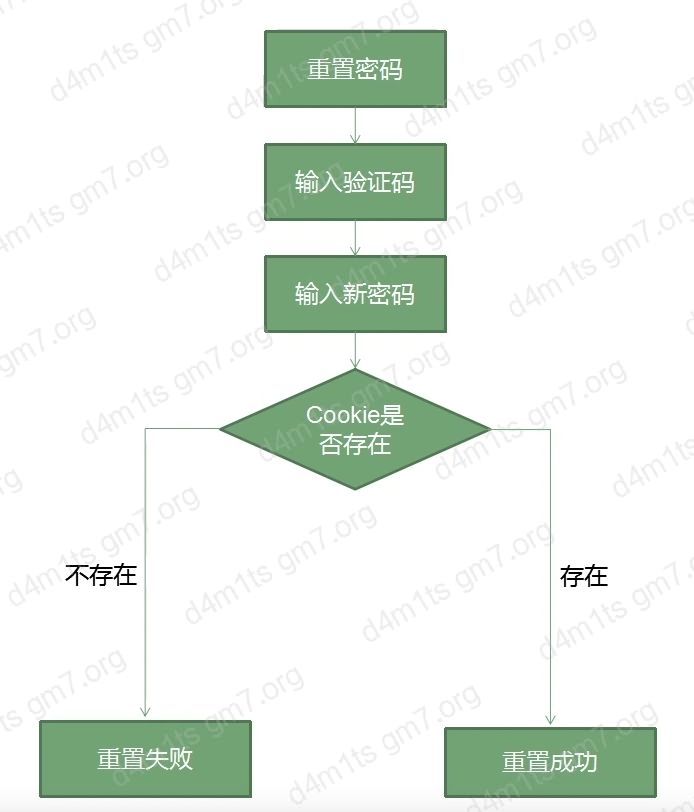 重置密码
输入验证码
输入新密码
Cookie是
否存在
不存在
存在
重置失败
重置成功
d4m1ts gm7.org